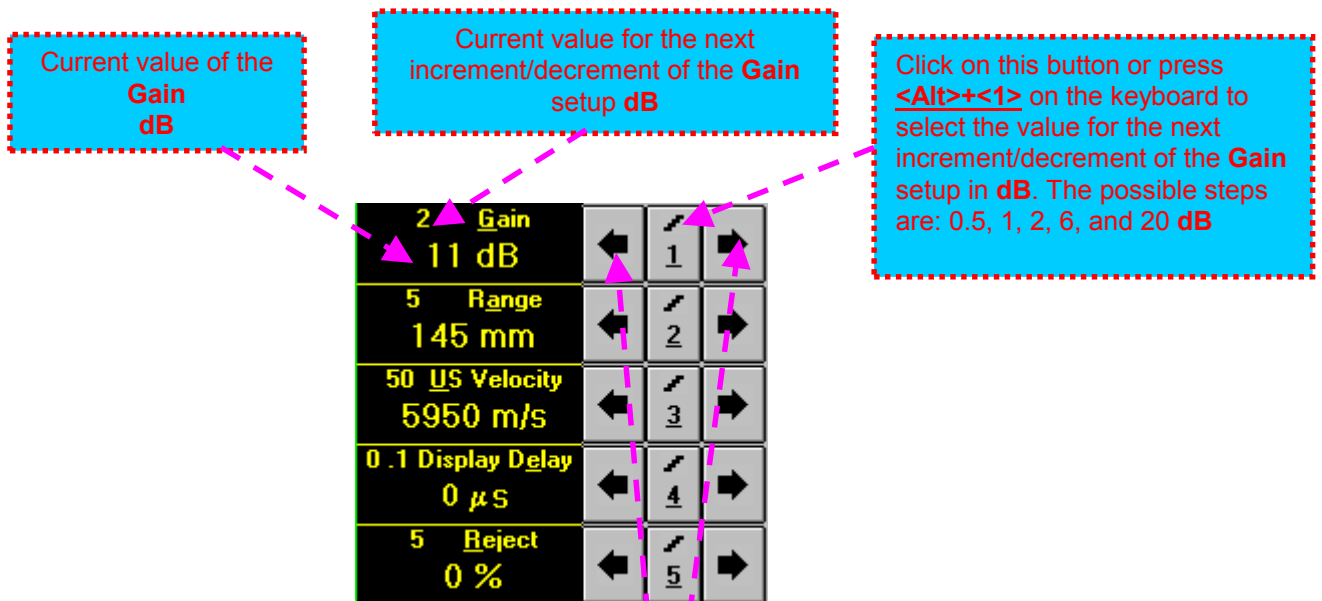 Current value of the
Gain
dB
Current value for the next
increment/decrement of the Gain
setup dB
Click on this button or press
<Alt>+<1> on the keyboard to
select the value for the next
increment/decrement of the Gain
setup in dB. The possible steps
are: 0.5, 1, 2, 6, and 20 dB
2 Gain
11 dB
1
5 Range
145 mm
2
50 US Velocity
5950 m/s
3
0 .1 Display Delay
0 µs
4
5 Reject
0 %
5